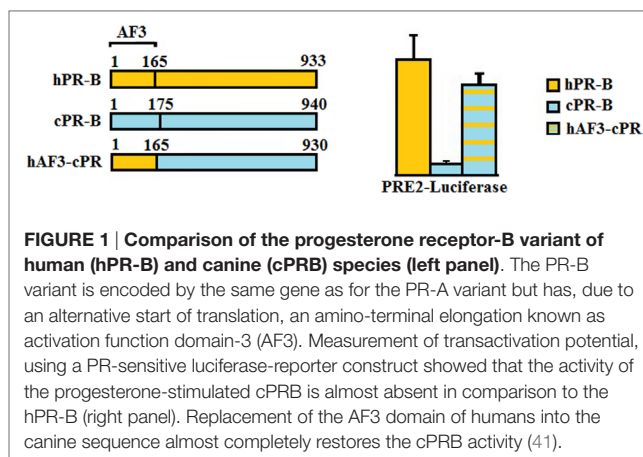 AF3
1 165 933
hPR-B
1 175 940
cPR-B
1 165 930
hAF3-cPR
hPR-B
cPR-B
hAF3-cPR
PRE2-Luciferase
FIGURE 1 | Comparison of the progesterone receptor-B variant of
human (hPR-B) and canine (cPRB) species (left panel). The PR-B
variant is encoded by the same gene as for the PR-A variant but has, due to
an alternative start of translation, an amino-terminal elongation known as
activation function domain-3 (AF3). Measurement of transactivation potential,
using a PR-sensitive luciferase-reporter construct showed that the activity of
the progesterone-stimulated cPRB is almost absent in comparison to the
hPR-B (right panel). Replacement of the AF3 domain of humans into the
canine sequence almost completely restores the cPRB activity (41).